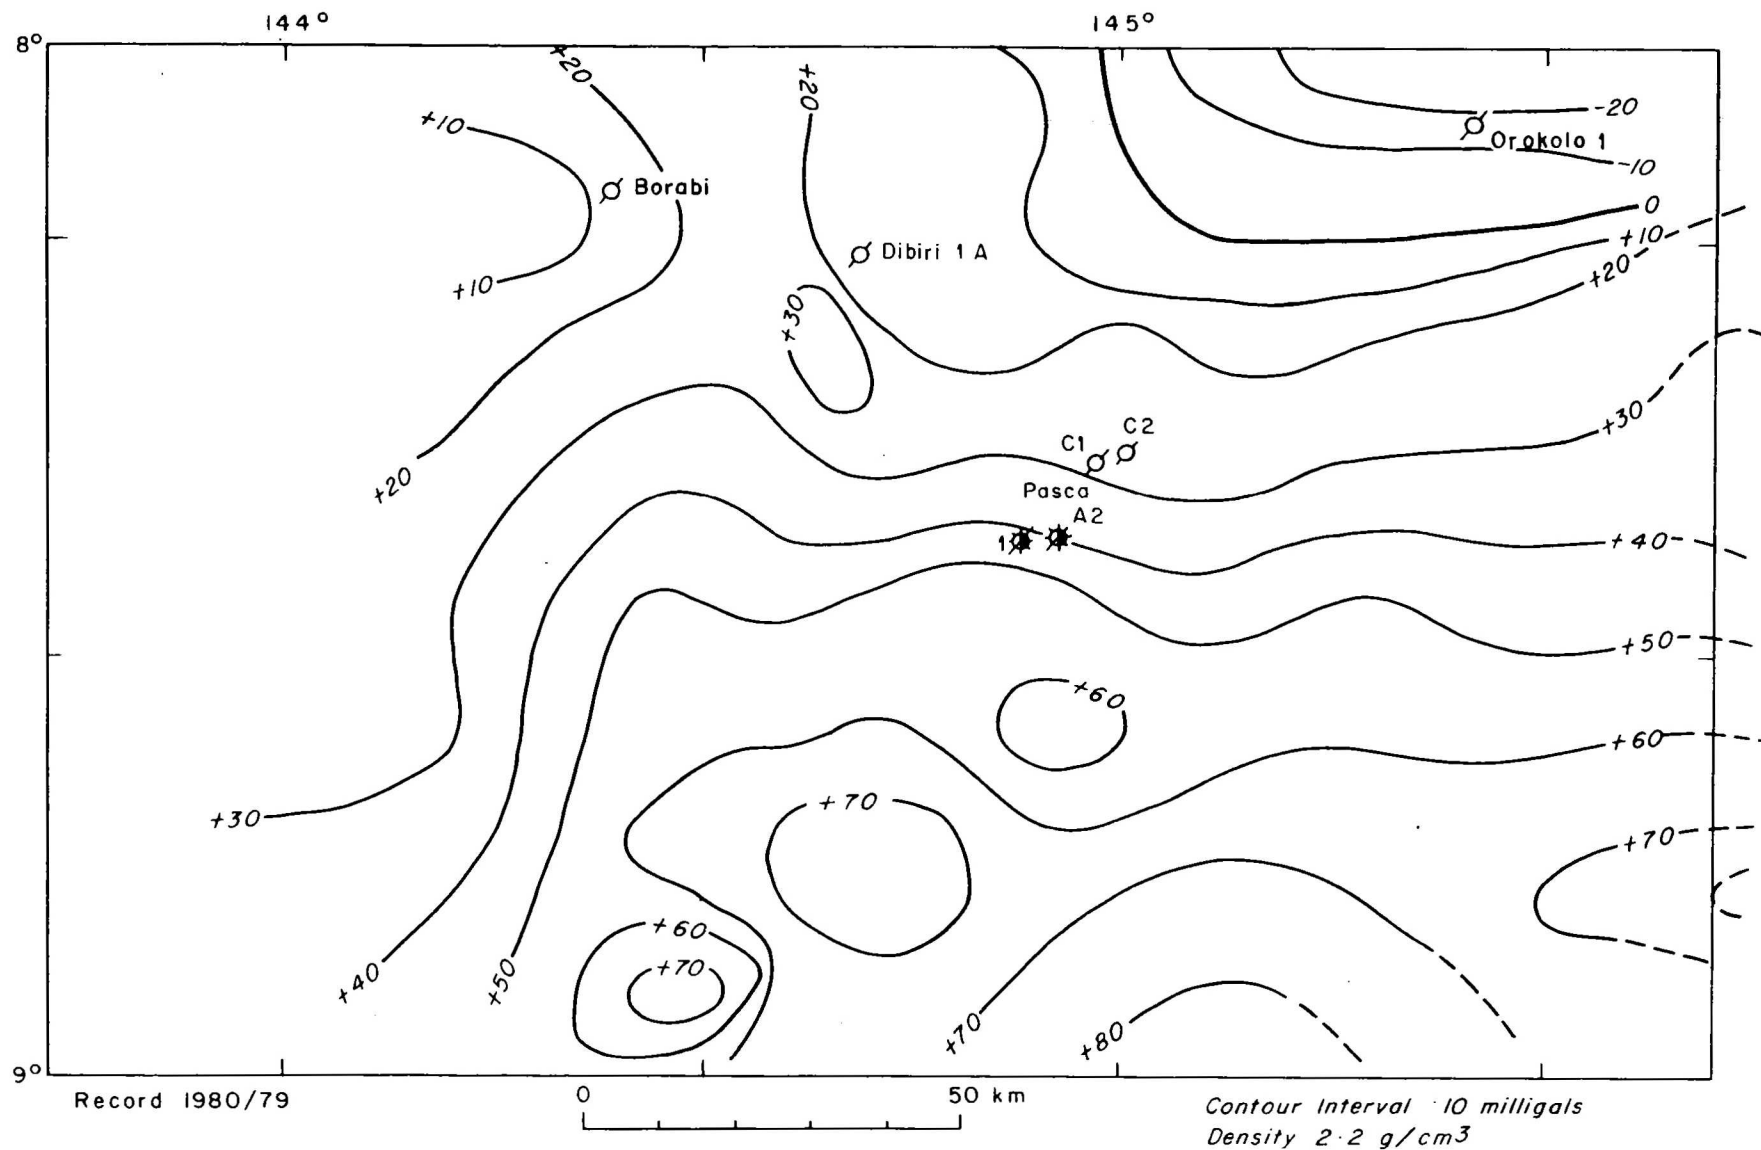 144°
145°
8°
+20
+20
-20
+10
Orokolo 1
-10
Borabi
0
+10
Dibiri 1 A
+20
+10
+30
+30
C2
C1
+20
Pasca
A2
1
+40
+50
+60
+60
+70
+30
+70
+60
+70
+40
+50
+70
+80
9°
Record 1980/79
0
50 km
Contour Interval 10 milligals
Density 2·2 g/cm³